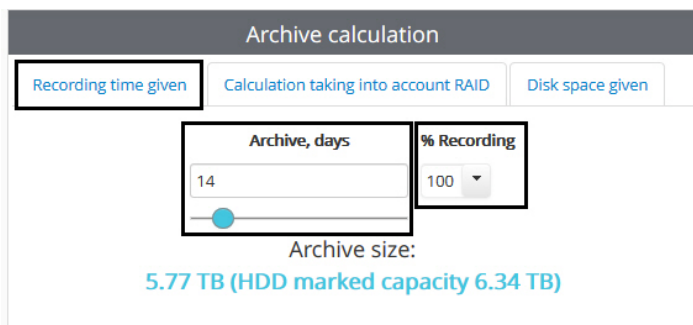 Archive calculation
Recording time given Calculation taking into account RAID Disk space given
Archive, days % Recording
14 100
Archive size:
5.77 TB (HDD marked capacity 6.34 TB)